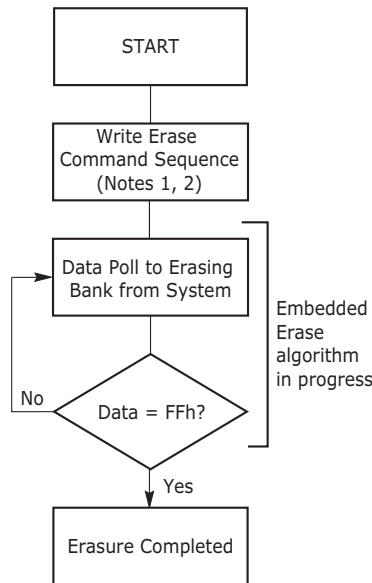 START
Write Erase
Command Sequence
(Notes 1, 2)
Data Poll to Erasing
Bank from System
Embedded
Erase
algorithm
in progress
No
Data = FFh?
Yes
Erasure Completed